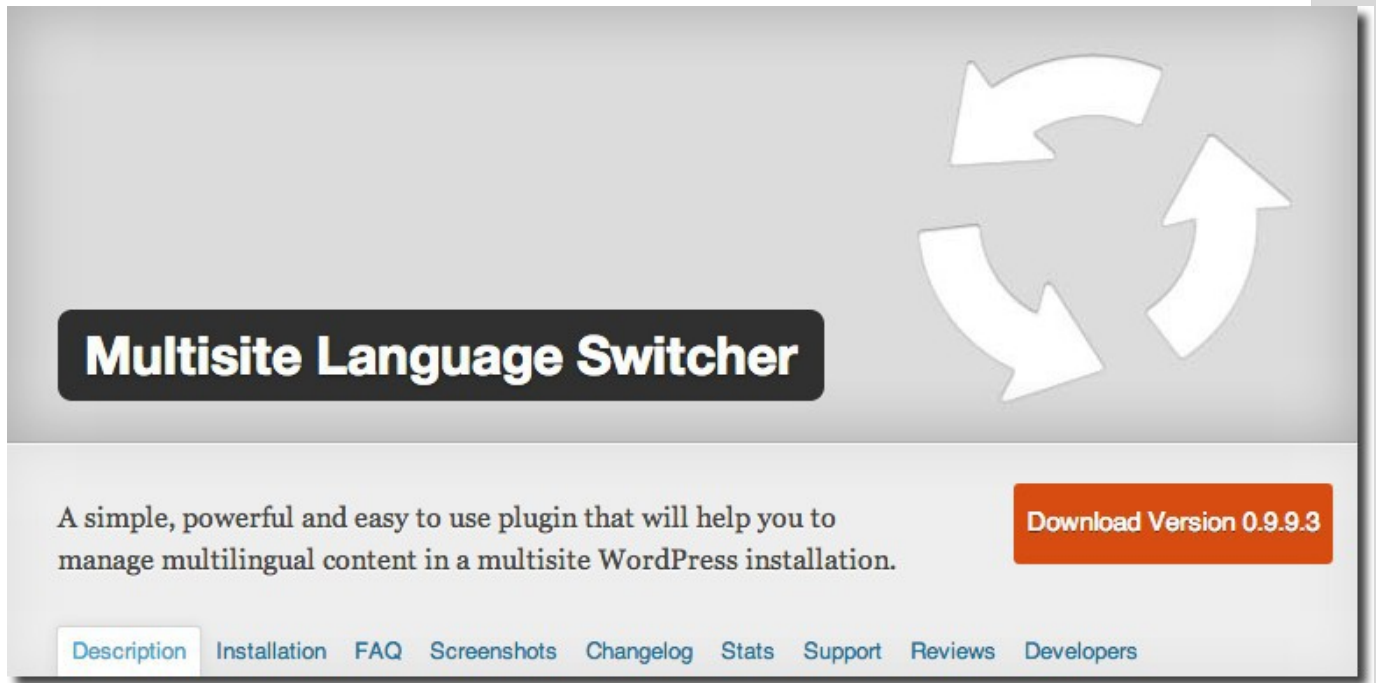 Multisite Language Switcher
A simple, powerful and easy to use plugin that will help you to
manage multilingual content in a multisite WordPress installation.
Download Version 0.9.9.3
Description Installation FAQ Screenshots Changelog Stats Support Reviews Developers